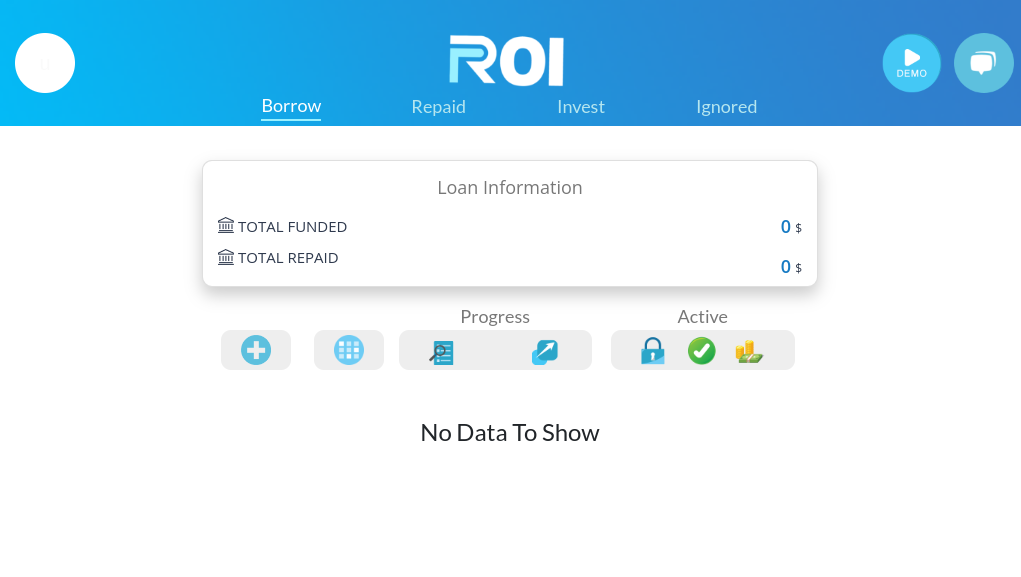 ROI
DEMO
Borrow Repaid Invest Ignored
Loan Information
TOTAL FUNDED 0 $
TOTAL REPAID 0 $
Progress Active
No Data To Show